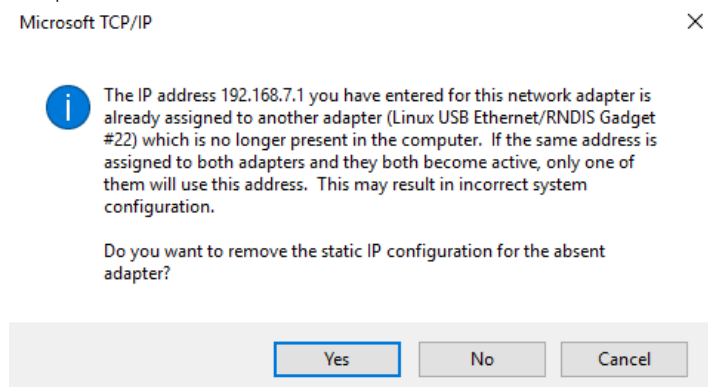 Microsoft TCP/IP
The IP address 192.168.7.1 you have entered for this network adapter is
already assigned to another adapter (Linux USB Ethernet/RNDIS Gadget
#22) which is no longer present in the computer.  If the same address is
assigned to both adapters and they both become active, only one of
them will use this address.  This may result in incorrect system
configuration.
Do you want to remove the static IP configuration for the absent
adapter?
Yes
No
Cancel